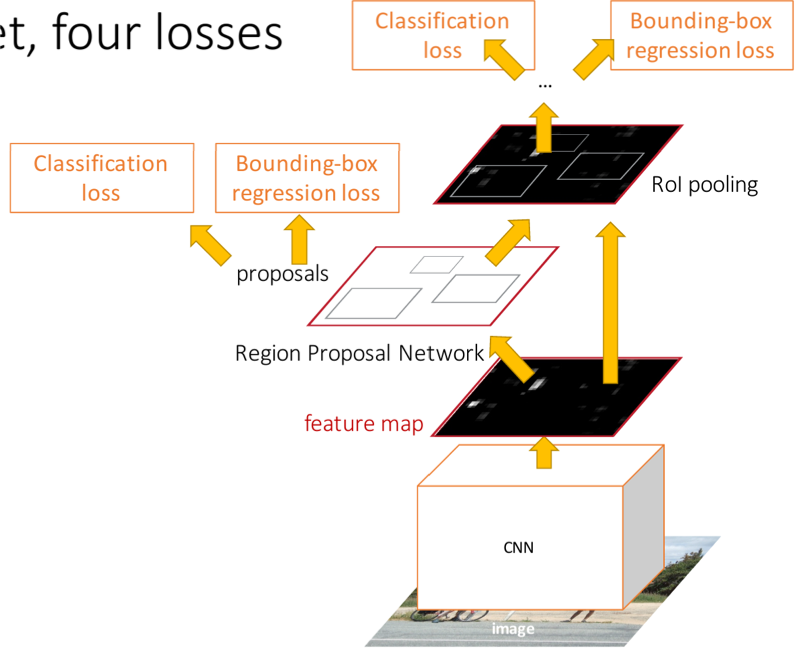 et, four losses
Classification
loss
Bounding-box
regression loss
...
Classification
loss
Bounding-box
regression loss
RoI pooling
proposals
Region Proposal Network
feature map
CNN
image